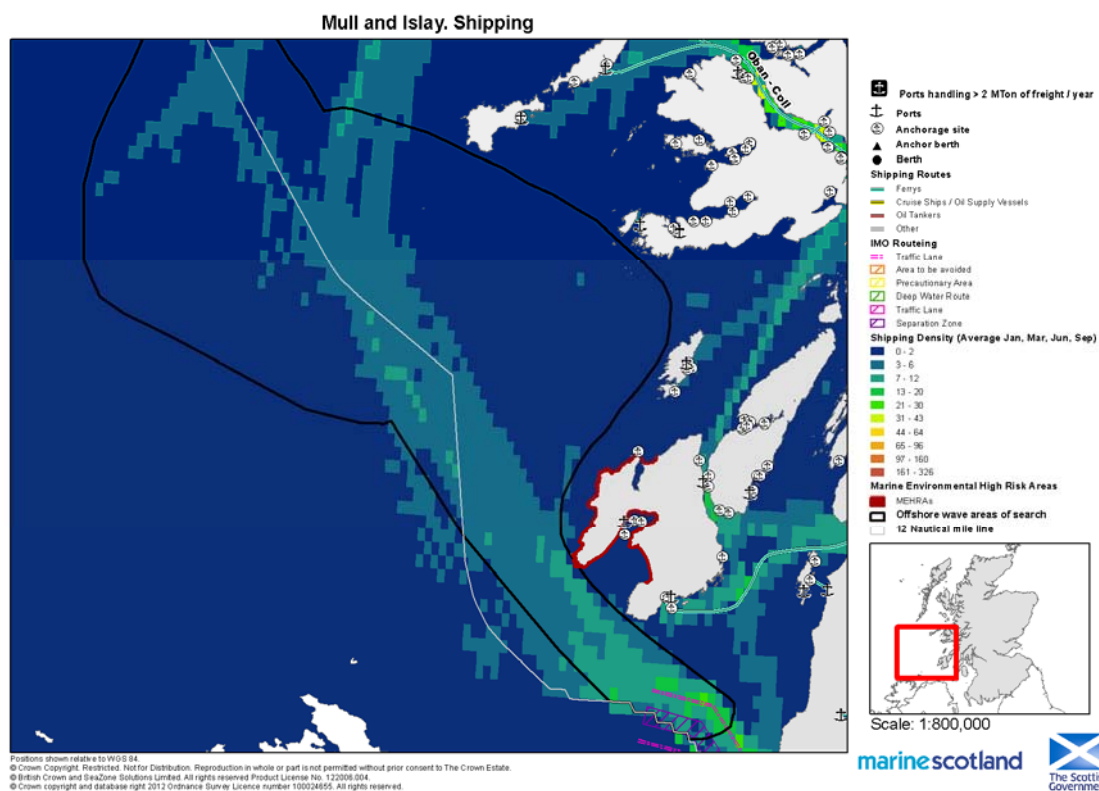 Mull and Islay. Shipping
Oban - Coll
Ports handling > 2 MTon of freight / year
Ports
Anchorage site
Anchor berth
Berth
Shipping Routes
Ferrys
Cruise Ships / Oil Supply Vessels
Oil Tankers
Other
IMO Routeing
Traffic Lane
Area to be avoided
Precautionary Area
Deep Water Route
Traffic Lane
Separation Zone
Shipping Density (Average Jan, Mar, Jun, Sep)
0 - 2
3 - 6
7 - 12
13 - 20
21 - 30
31 - 43
44 - 64
65 - 96
97 - 160
161 - 326
Marine Environmental High Risk Areas
MEHRAs
Offshore wave areas of search
12 Nautical mile line
Scale: 1:800,000
marinescotland
The Scottis
Governme
Positions shown relative to WGS 84.
© Crown Copyright. Restricted. Not for Distribution. Reproduction in whole or part is not permitted without prior consent to The Crown Estate.
© British Crown and SeaZone Solutions Limited. All rights reserved Product License No. 122006.004.
© Crown copyright and database right 2012 Ordnance Survey Licence number 100024655. All rights reserved.